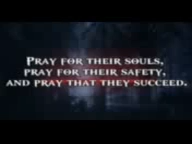 PRAY FOR THEIR SOULS,
PRAY FOR THEIR SAFETY,
AND PRAY THAT THEY SUCCEED.